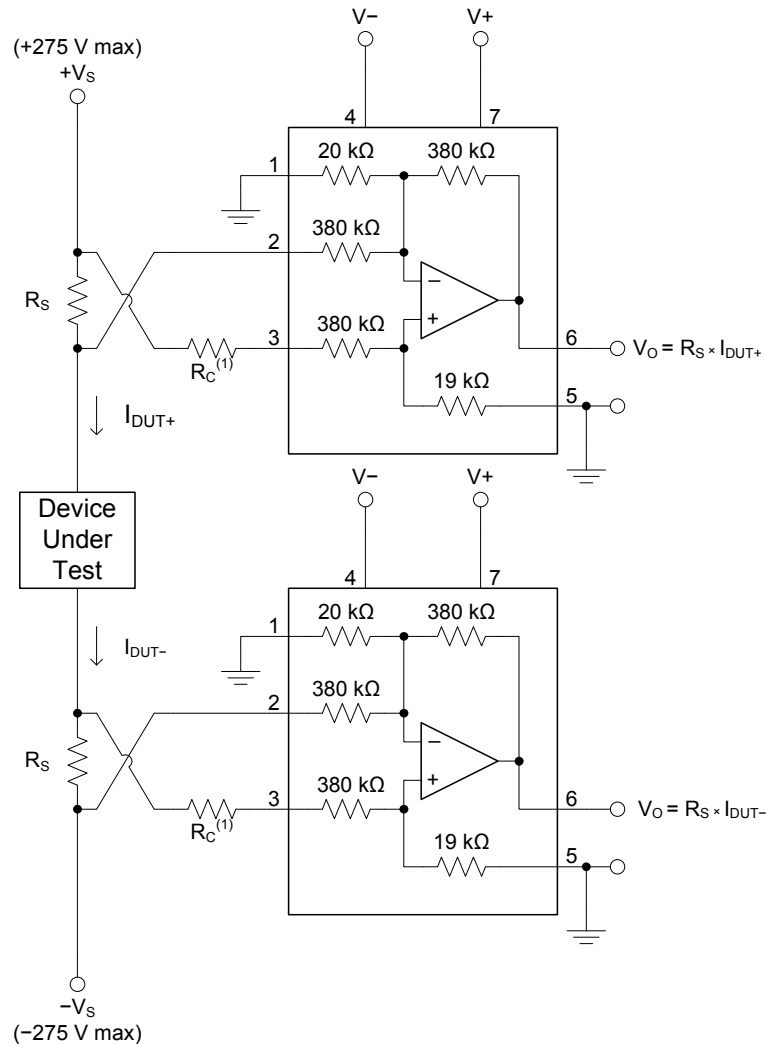 (+275 V max)
+VS
V−
V+
4
7
1
20 kΩ
380 kΩ
2
380 kΩ
RS
3
380 kΩ
RC(1)
−
+
6
VO = RS × IDUT+
19 kΩ
5
IDUT+
Device
Under
Test
V−
V+
4
7
1
20 kΩ
380 kΩ
IDUT−
2
380 kΩ
RS
3
380 kΩ
RC(1)
−
+
6
VO = RS × IDUT−
19 kΩ
5
−VS
(−275 V max)